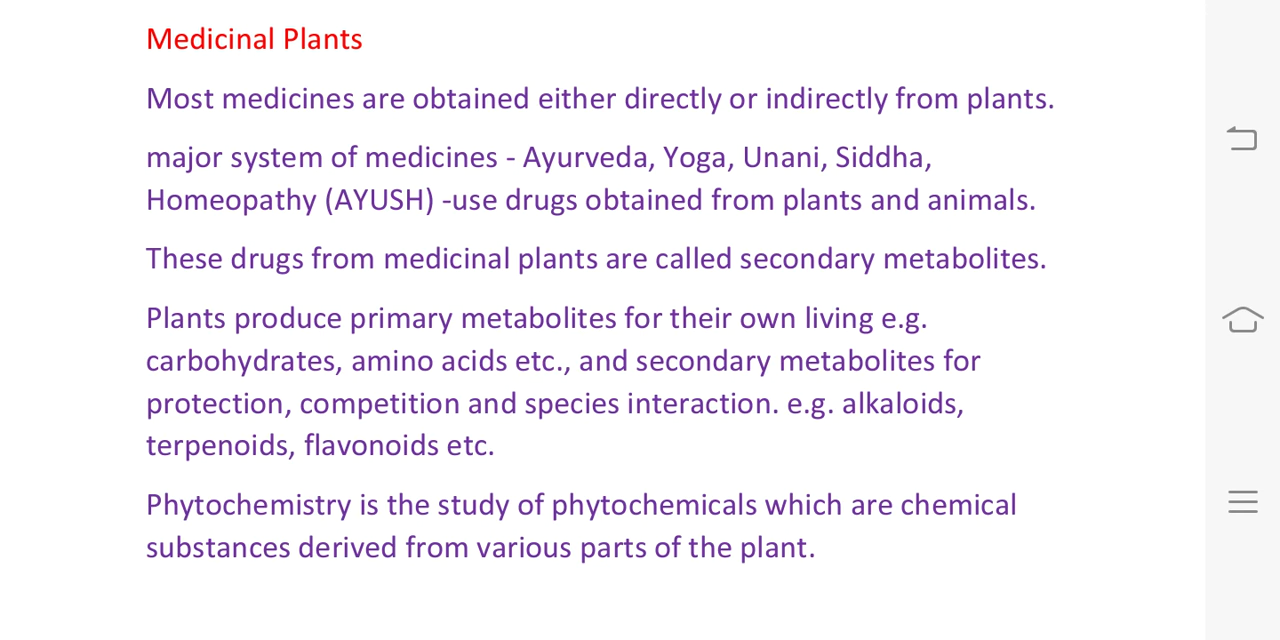 Medicinal Plants
Most medicines are obtained either directly or indirectly from plants.
major system of medicines - Ayurveda, Yoga, Unani, Siddha,
Homeopathy (AYUSH) -use drugs obtained from plants and animals.
These drugs from medicinal plants are called secondary metabolites.
Plants produce primary metabolites for their own living e.g.
carbohydrates, amino acids etc., and secondary metabolites for
protection, competition and species interaction. e.g. alkaloids,
terpenoids, flavonoids etc.
Phytochemistry is the study of phytochemicals which are chemical
substances derived from various parts of the plant.